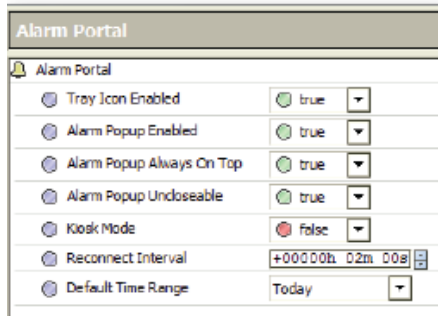 Alarm Portal
Alarm Portal
Tray Icon Enabled true
Alarm Popup Enabled true
Alarm Popup Always On Top true
Alarm Popup Uncloseable true
Kiosk Mode false
Reconnect Interval +00000h 02m 00s
Default Time Range Today